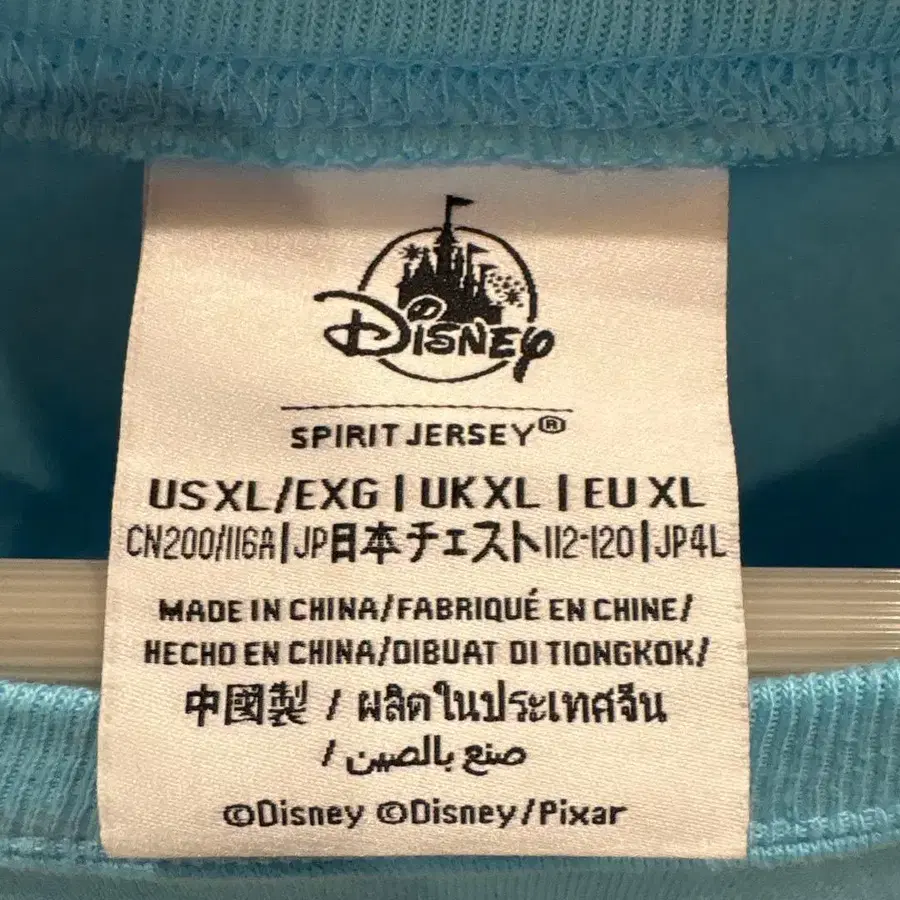 Disney
SPIRIT JERSEY®
US XL/EXG | UK XL | EU XL
CN200/116A|JP日本チェスト112-120|JP4L
MADE IN CHINA/FABRIQUÉ EN CHINE/
HECHO EN CHINA/DIBUAT DI TIONGKOK/
中國製 / ผลิตในประเทศจีน
/ صنع بالصين
©Disney ©Disney/Pixar